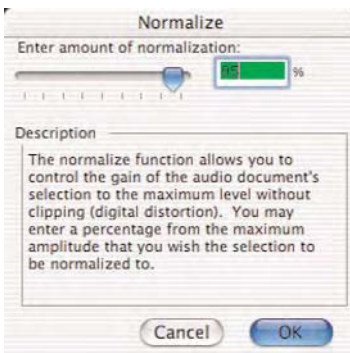 Normalize
Enter amount of normalization:
95 %
Description
The normalize function allows you to
control the gain of the audio document's
selection to the maximum level without
clipping (digital distortion).  You may
enter a percentage from the maximum
amplitude that you wish the selection to
be normalized to.
Cancel OK